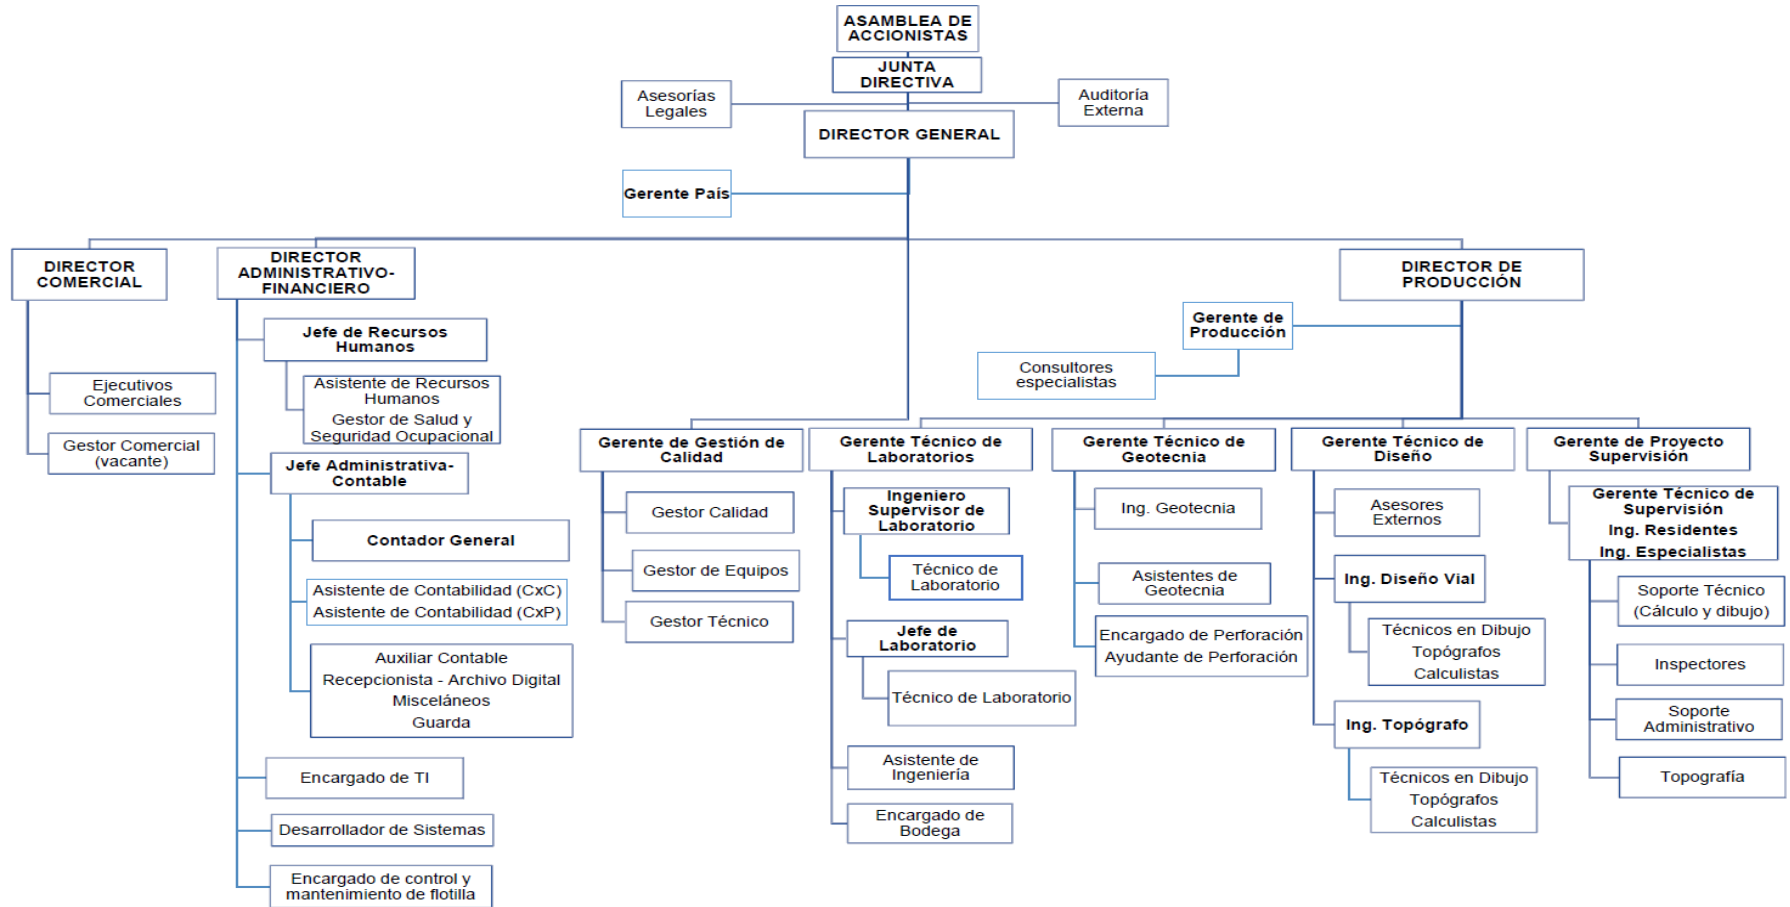 ASAMBLEA DE
ACCIONISTAS
JUNTA
DIRECTIVA
Asesorías
Legales
Auditoría
Externa
DIRECTOR GENERAL
Gerente País
DIRECTOR
COMERCIAL
Ejecutivos
Comerciales
Gestor Comercial
(vacante)
DIRECTOR
ADMINISTRATIVO-
FINANCIERO
Jefe de Recursos
Humanos
Asistente de Recursos
Humanos
Gestor de Salud y
Seguridad Ocupacional
Jefe Administrativa-
Contable
Contador General
Asistente de Contabilidad (CxC)
Asistente de Contabilidad (CxP)
Auxiliar Contable
Recepcionista - Archivo Digital
Misceláneos
Guarda
Encargado de TI
Desarrollador de Sistemas
Encargado de control y
mantenimiento de flotilla
Gerente de Gestión de
Calidad
Gestor Calidad
Gestor de Equipos
Gestor Técnico
DIRECTOR DE
PRODUCCIÓN
Gerente de
Producción
Consultores
especialistas
Gerente Técnico de
Laboratorios
Ingeniero
Supervisor de
Laboratorio
Técnico de
Laboratorio
Jefe de
Laboratorio
Técnico de Laboratorio
Asistente de
Ingeniería
Encargado de
Bodega
Gerente Técnico de
Geotecnia
Ing. Geotecnia
Asistentes de
Geotecnia
Encargado de Perforación
Ayudante de Perforación
Gerente Técnico de
Diseño
Asesores
Externos
Ing. Diseño Vial
Técnicos en Dibujo
Topógrafos
Calculistas
Ing. Topógrafo
Técnicos en Dibujo
Topógrafos
Calculistas
Gerente de Proyecto
Supervisión
Gerente Técnico de
Supervisión
Ing. Residentes
Ing. Especialistas
Soporte Técnico
(Cálculo y dibujo)
Inspectores
Soporte
Administrativo
Topografía